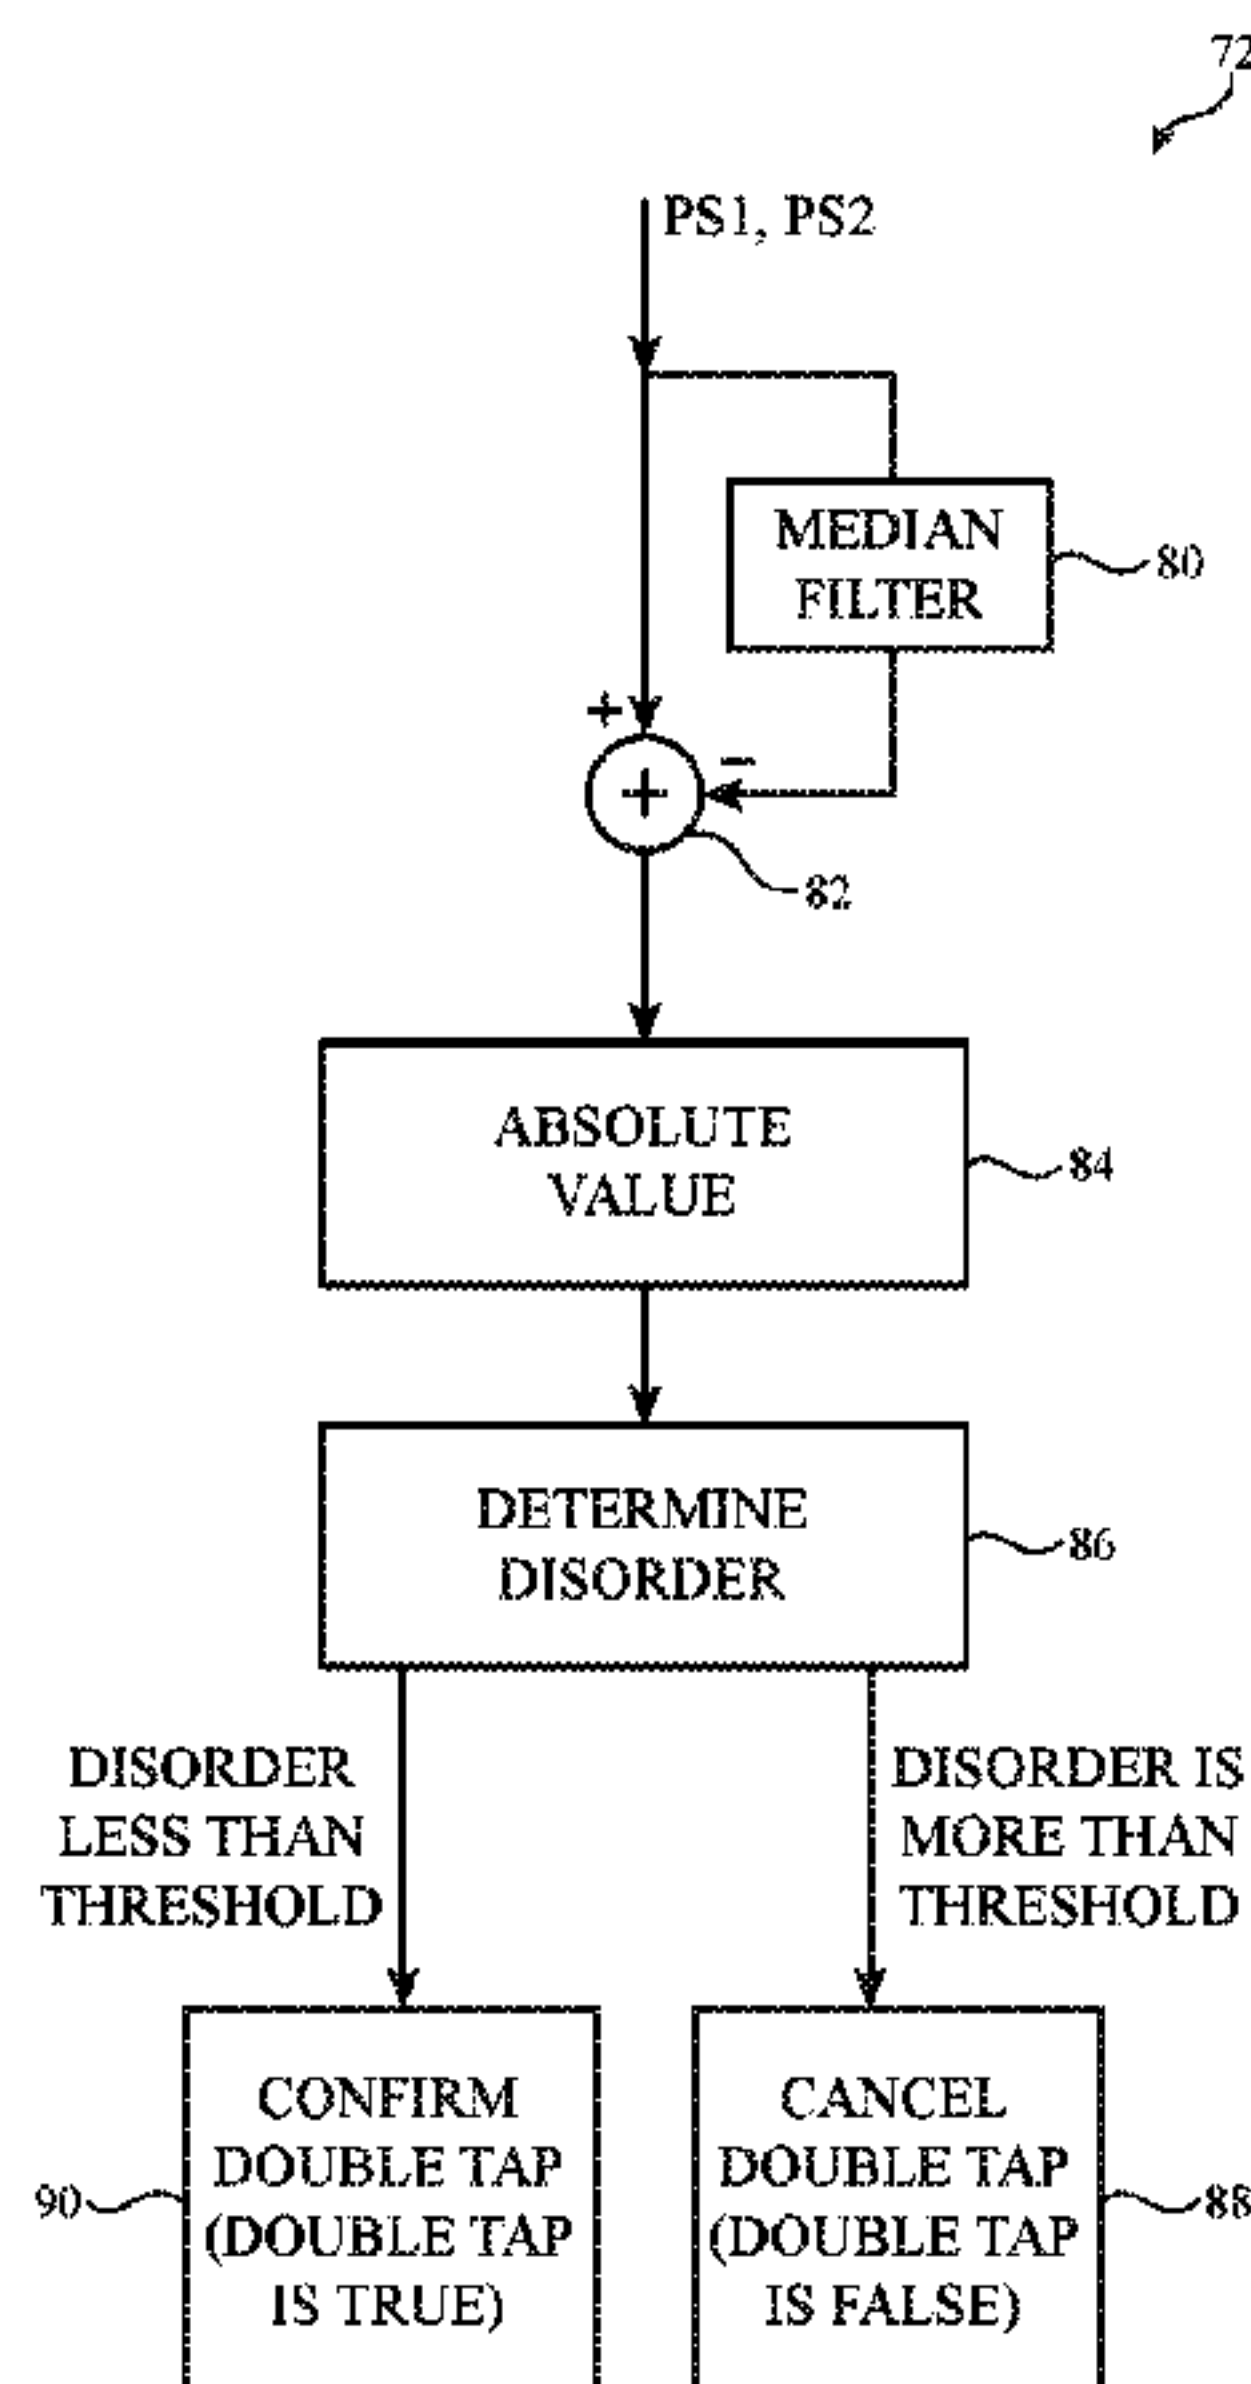 72
PS1, PS2
MEDIAN
FILTER
80
+
−
+
82
ABSOLUTE
VALUE
84
DETERMINE
DISORDER
86
DISORDER
LESS THAN
THRESHOLD
DISORDER IS
MORE THAN
THRESHOLD
CONFIRM
DOUBLE TAP
(DOUBLE TAP
IS TRUE)
90
CANCEL
DOUBLE TAP
(DOUBLE TAP
IS FALSE)
88